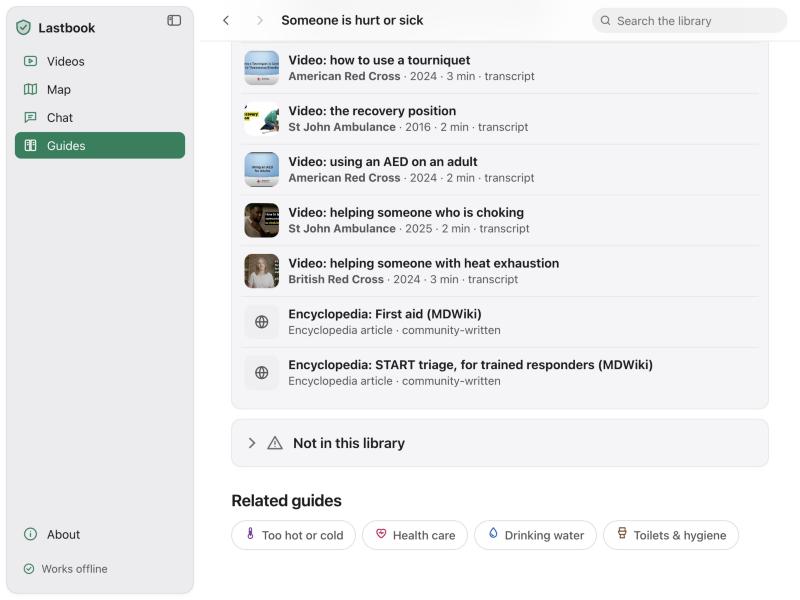 Lastbook
Videos
Map
Chat
Guides
About
Works offline
Someone is hurt or sick
Search the library
Video: how to use a tourniquet
American Red Cross · 2024 · 3 min · transcript
Video: the recovery position
St John Ambulance · 2016 · 2 min · transcript
Video: using an AED on an adult
American Red Cross · 2024 · 2 min · transcript
Video: helping someone who is choking
St John Ambulance · 2025 · 2 min · transcript
Video: helping someone with heat exhaustion
British Red Cross · 2024 · 3 min · transcript
Encyclopedia: First aid (MDWiki)
Encyclopedia article · community-written
Encyclopedia: START triage, for trained responders (MDWiki)
Encyclopedia article · community-written
Not in this library
Related guides
Too hot or cold
Health care
Drinking water
Toilets & hygiene